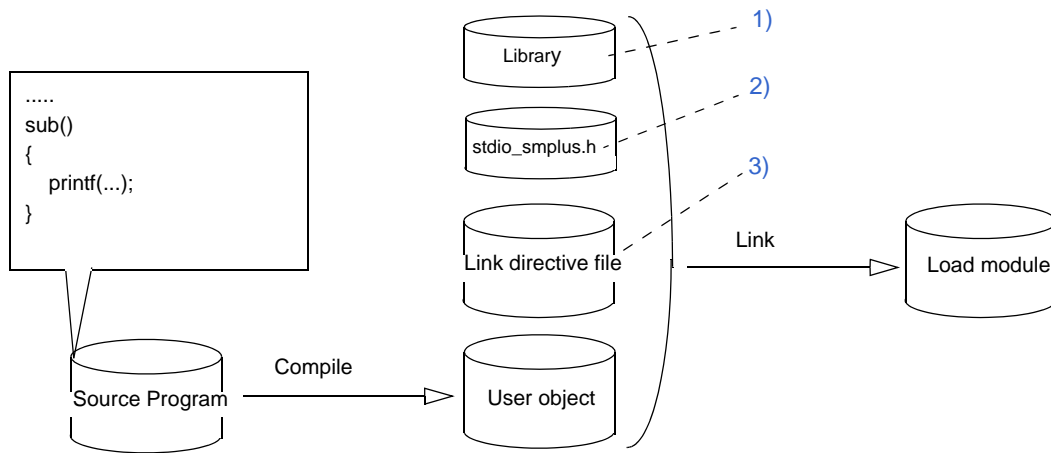 .....
sub()
{
printf(...);
}
Source Program
Compile
Library
stdio_smplus.h
Link directive file
User object
1)
2)
3)
Link
Load module